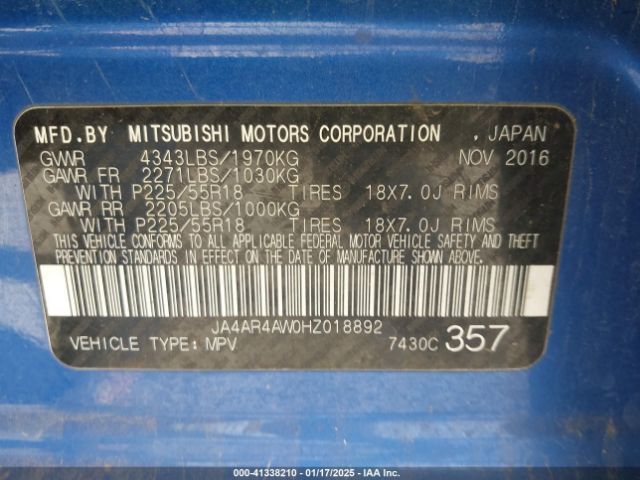 MFD.BY MITSUBISHI MOTORS CORPORATION , JAPAN
GVWR 4343LBS/1970KG NOV 2016
GAWR FR 2271LBS/1030KG
WITH P225/55R18 TIRES 18X7.0J RIMS
GAWR RR 2205LBS/1000KG
WITH P225/55R18 TIRES 18X7.0J RIMS
THIS VEHICLE CONFORMS TO ALL APPLICABLE FEDERAL MOTOR VEHICLE SAFETY AND THEFT
PREVENTION STANDARDS IN EFFECT ON THE DATE OF MANUFACTURE SHOWN ABOVE.
JA4AR4AW0HZ018892
VEHICLE TYPE: MPV 7430C 357
000-41338210 - 01/17/2025 - IAA Inc.